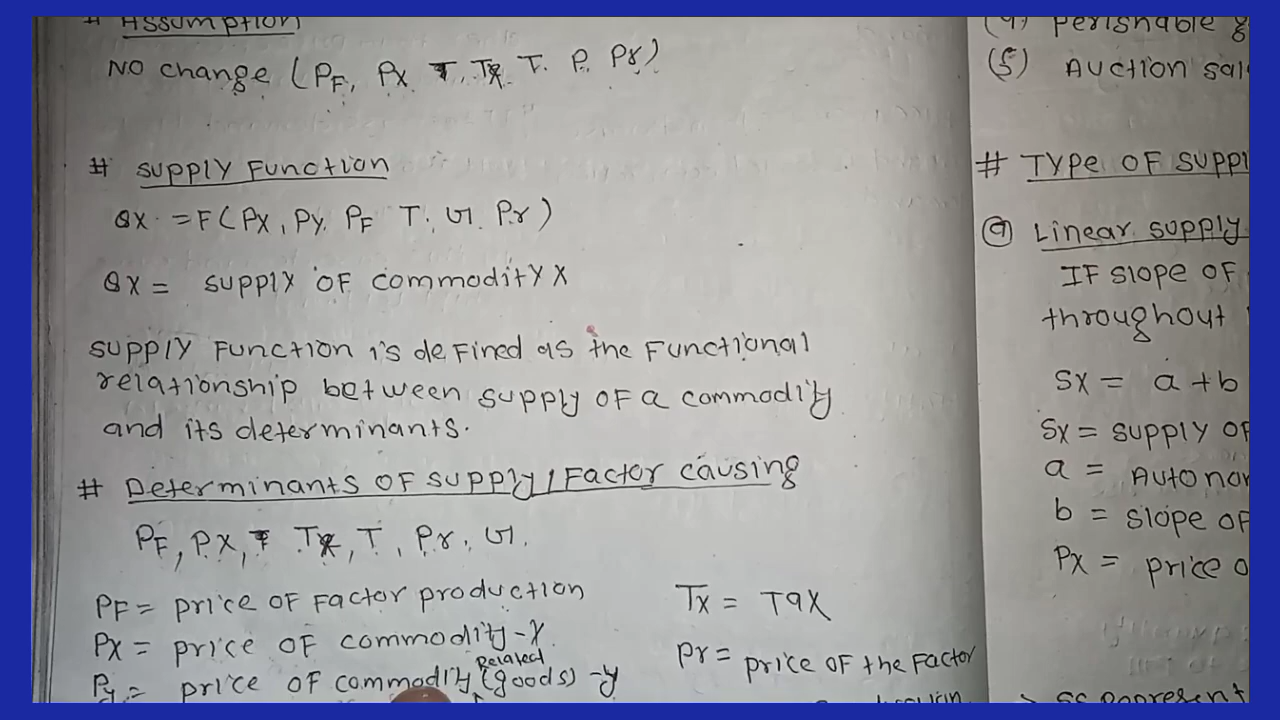 # Assumption
No change (PF, Px T, Tx, T. P. Pr)
# Supply Function
Qx = F(Px, Py, PF T, G. Pr)
Qx = supply of commodity x
supply Function is defined as the Functional
relationship between supply of a commodity
and its determinants.
# Determinants of supply / Factor causing
PF, Px, Tx, T, Pr, G.
PF = price of Factor production
Px = price of commodity-x
Related
Py = price of commodity (goods) -y
Tx = Tax
Pr = price of the Factor
(4) perishable
(5) Auction
# Type of
(a) Linear supply
IF slope of
throughout
Sx = a + b
Sx = supply of
a =
b = slope of
Px = price